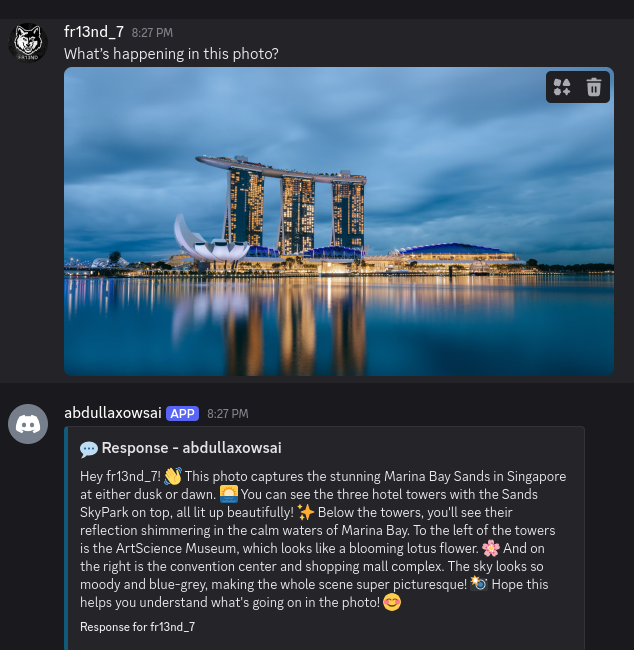 fr13nd_7 8:27 PM
What's happening in this photo?
FR13ND
abdullaxowsai APP 8:27 PM
💬 Response - abdullaxowsai
Hey fr13nd_7! 👋 This photo captures the stunning Marina Bay Sands in Singapore
at either dusk or dawn. 🌅 You can see the three hotel towers with the Sands
SkyPark on top, all lit up beautifully! ✨ Below the towers, you'll see their
reflection shimmering in the calm waters of Marina Bay. To the left of the towers
is the ArtScience Museum, which looks like a blooming lotus flower. 🌸 And on
the right is the convention center and shopping mall complex. The sky looks so
moody and blue-grey, making the whole scene super picturesque! 📸 Hope this
helps you understand what's going on in the photo! 😊
Response for fr13nd_7